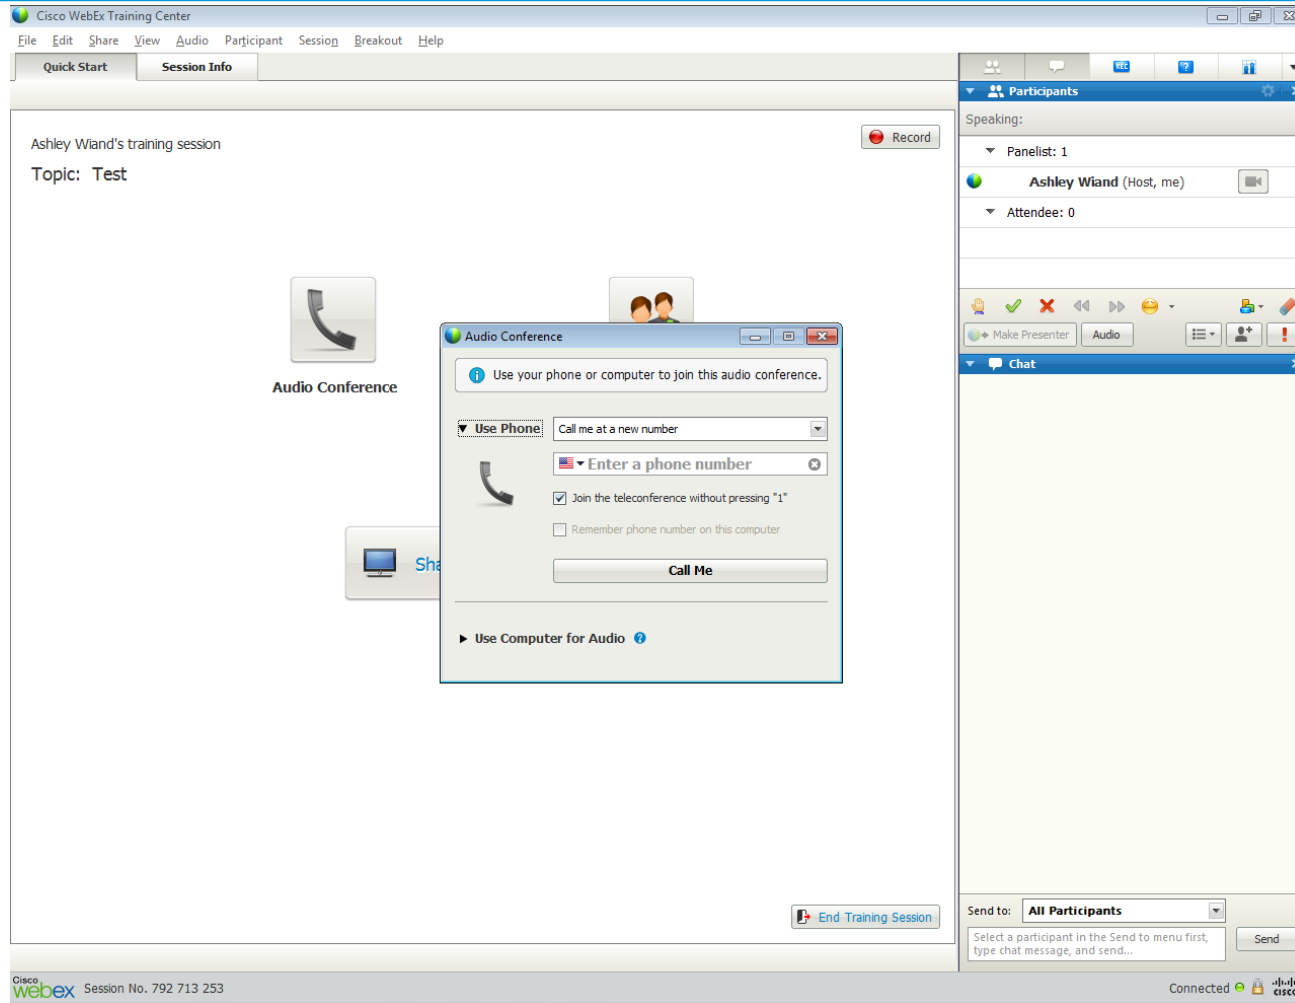 Cisco WebEx Training Center
File Edit Share View Audio Participant Session Breakout Help
Quick Start Session Info
Ashley Wiand's training session
Record
Topic: Test
Audio Conference
Sha
Audio Conference
Use your phone or computer to join this audio conference.
Use Phone Call me at a new number
Enter a phone number
Join the teleconference without pressing "1"
Remember phone number on this computer
Call Me
Use Computer for Audio ?
End Training Session
REC ?
Participants
Speaking:
Panelist: 1
Ashley Wiand (Host, me)
Attendee: 0
Make Presenter Audio
Chat
Send to: All Participants
Select a participant in the Send to menu first,
type chat message, and send...
Send
Cisco
webex Session No. 792 713 253
Connected
cisco